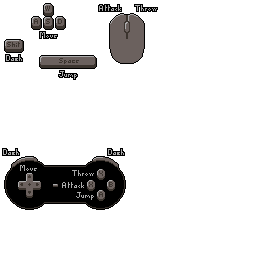 Attack Throw
W
A S D
Move
Shift
Dash
Space
Jump
Dash Dash
Move
Throw
= Attack
Jump